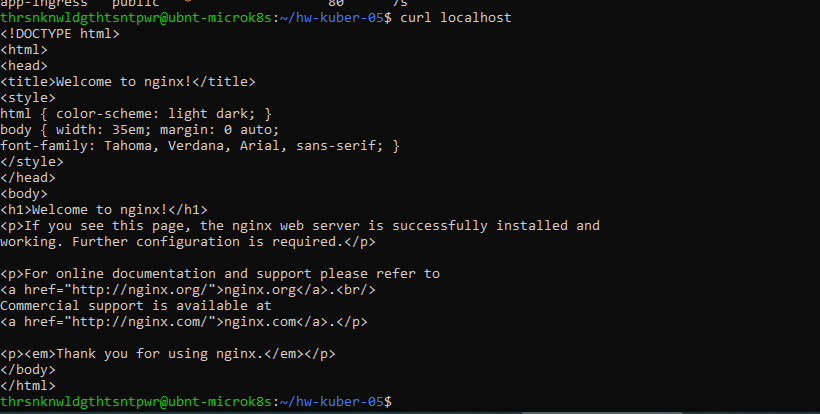 app-ingress   public   *                 80      7s
thrsnknwldgthtsntpwr@ubnt-microk8s:~/hw-kuber-05$ curl localhost
<!DOCTYPE html>
<html>
<head>
<title>Welcome to nginx!</title>
<style>
html { color-scheme: light dark; }
body { width: 35em; margin: 0 auto;
font-family: Tahoma, Verdana, Arial, sans-serif; }
</style>
</head>
<body>
<h1>Welcome to nginx!</h1>
<p>If you see this page, the nginx web server is successfully installed and
working. Further configuration is required.</p>

<p>For online documentation and support please refer to
<a href="http://nginx.org/">nginx.org</a>.<br/>
Commercial support is available at
<a href="http://nginx.com/">nginx.com</a>.</p>

<p><em>Thank you for using nginx.</em></p>
</body>
</html>
thrsnknwldgthtsntpwr@ubnt-microk8s:~/hw-kuber-05$